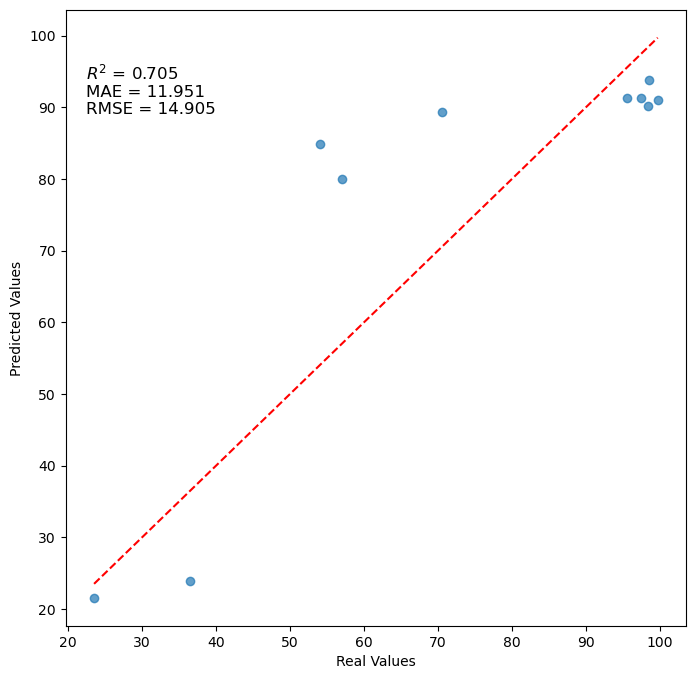 R² = 0.705
MAE = 11.951
RMSE = 14.905
100
90
80
70
60
50
40
30
20
Predicted Values
20 30 40 50 60 70 80 90 100
Real Values